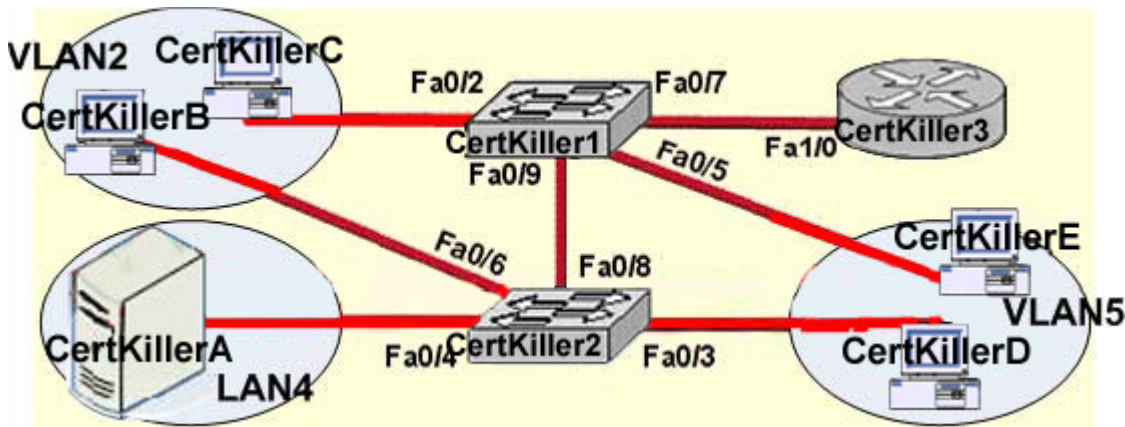 VLAN2
CertKillerC
CertKillerB
Fa0/2
Fa0/7
CertKiller1
CertKiller3
Fa1/0
Fa0/9
Fa0/5
Fa0/6
Fa0/8
CertKillerE
VLAN5
CertKillerA
LAN4
Fa0/4
CertKiller2
Fa0/3
CertKillerD